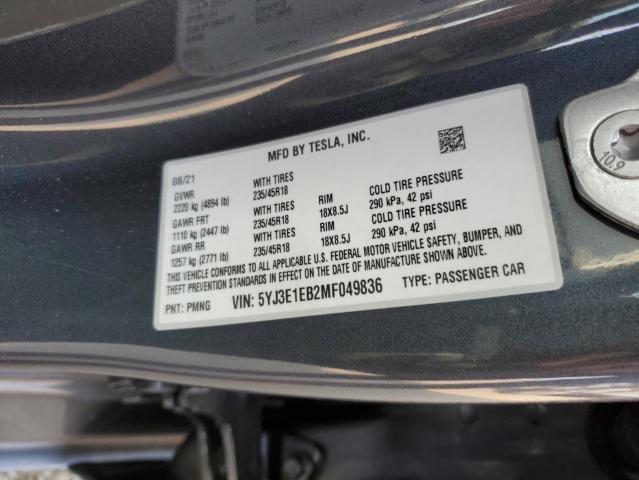 MFD BY TESLA, INC.
08/21
GVWR WITH TIRES RIM COLD TIRE PRESSURE
2220 kg (4894 lb) 235/45R18 18X8.5J 290 kPa, 42 psi
GAWR FRT WITH TIRES RIM COLD TIRE PRESSURE
1110 kg (2447 lb) 235/45R18 18X8.5J 290 kPa, 42 psi
GAWR RR WITH TIRES
1257 kg (2771 lb) 235/45R18
THIS VEHICLE CONFORMS TO ALL APPLICABLE U.S. FEDERAL MOTOR VEHICLE SAFETY, BUMPER, AND
THEFT PREVENTION STANDARDS IN EFFECT ON THE DATE OF MANUFACTURE SHOWN ABOVE.
PNT: PMNG VIN: 5YJ3E1EB2MF049836 TYPE: PASSENGER CAR
10.9